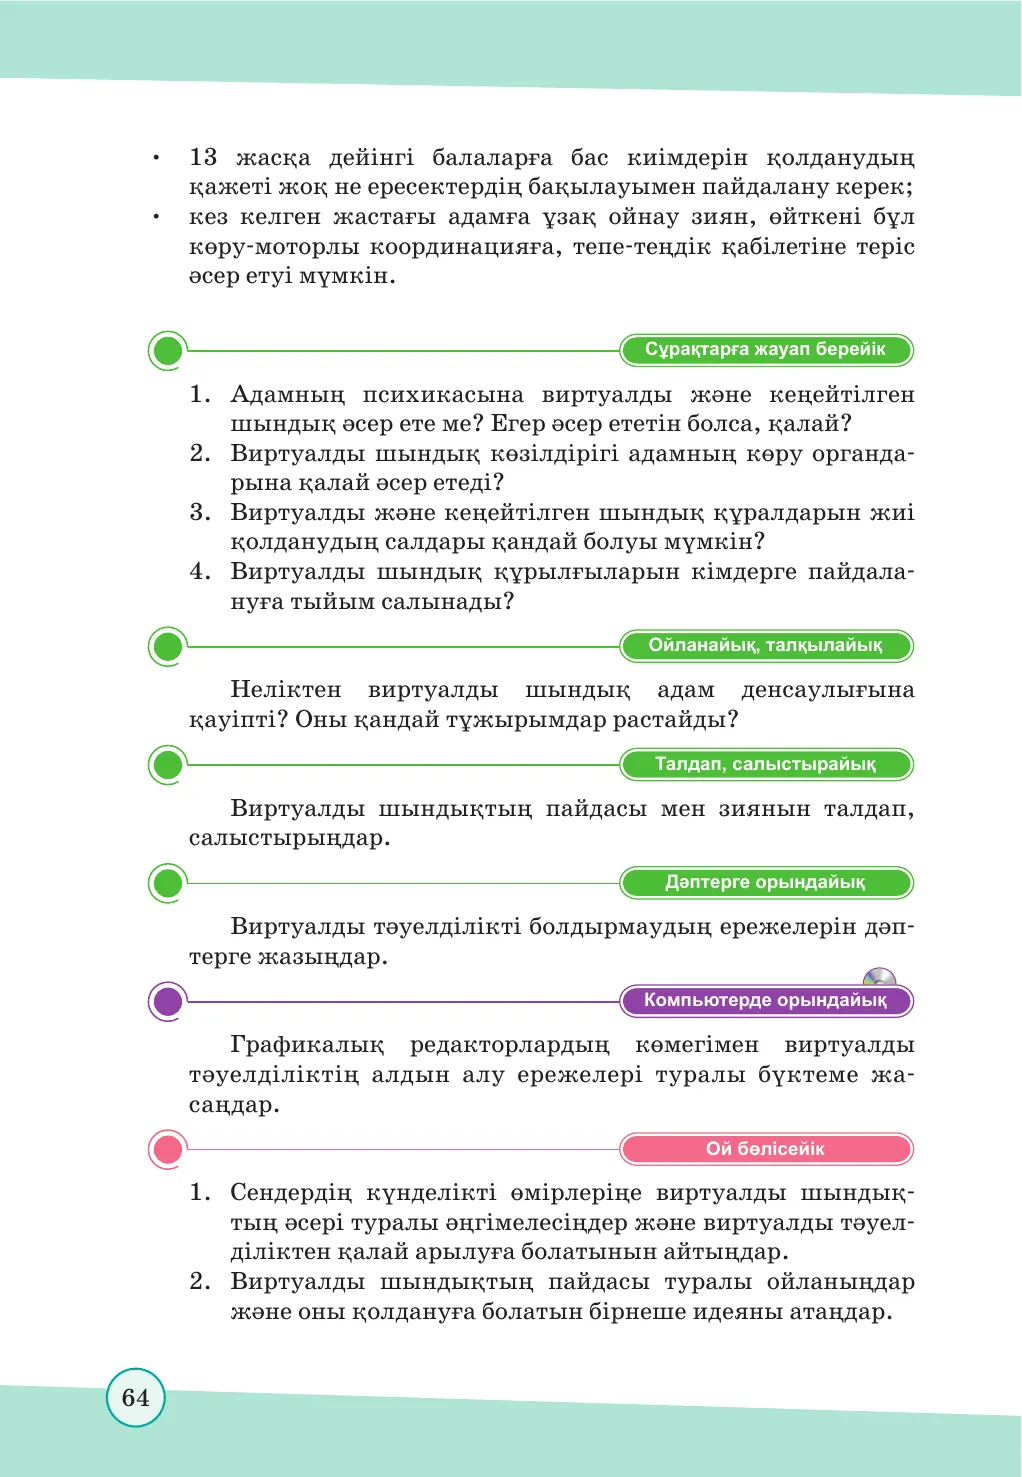 • 13 жасқа дейінгі балаларға бас киімдерін қолданудың
қажеті жоқ не ересектердің бақылауымен пайдалану керек;
• кез келген жастағы адамға ұзақ ойнау зиян, өйткені бұл
көру-моторлы координацияға, тепе-теңдік қабілетіне теріс
әсер етуі мүмкін.
Сұрақтарға жауап берейік
1. Адамның психикасына виртуалды және кеңейтілген
шындық әсер ете ме? Егер әсер ететін болса, қалай?
2. Виртуалды шындық көзілдірігі адамның көру органда-
рына қалай әсер етеді?
3. Виртуалды және кеңейтілген шындық құралдарын жиі
қолданудың салдары қандай болуы мүмкін?
4. Виртуалды шындық құрылғыларын кімдерге пайдала-
нуға тыйым салынады?
Ойланайық, талқылайық
Неліктен виртуалды шындық адам денсаулығына
қауіпті? Оны қандай тұжырымдар растайды?
Талдап, салыстырайық
Виртуалды шындықтың пайдасы мен зиянын талдап,
салыстырыңдар.
Дәптерге орындайық
Виртуалды тәуелділікті болдырмаудың ережелерін дәп-
терге жазыңдар.
Компьютерде орындайық
Графикалық редакторлардың көмегімен виртуалды
тәуелділіктің алдын алу ережелері туралы бүктеме жа-
саңдар.
Ой бөлісейік
1. Сендердің күнделікті өмірлеріңе виртуалды шындық-
тың әсері туралы әңгімелесіңдер және виртуалды тәуел-
діліктен қалай арылуға болатынын айтыңдар.
2. Виртуалды шындықтың пайдасы туралы ойланыңдар
және оны қолдануға болатын бірнеше идеяны атаңдар.
64